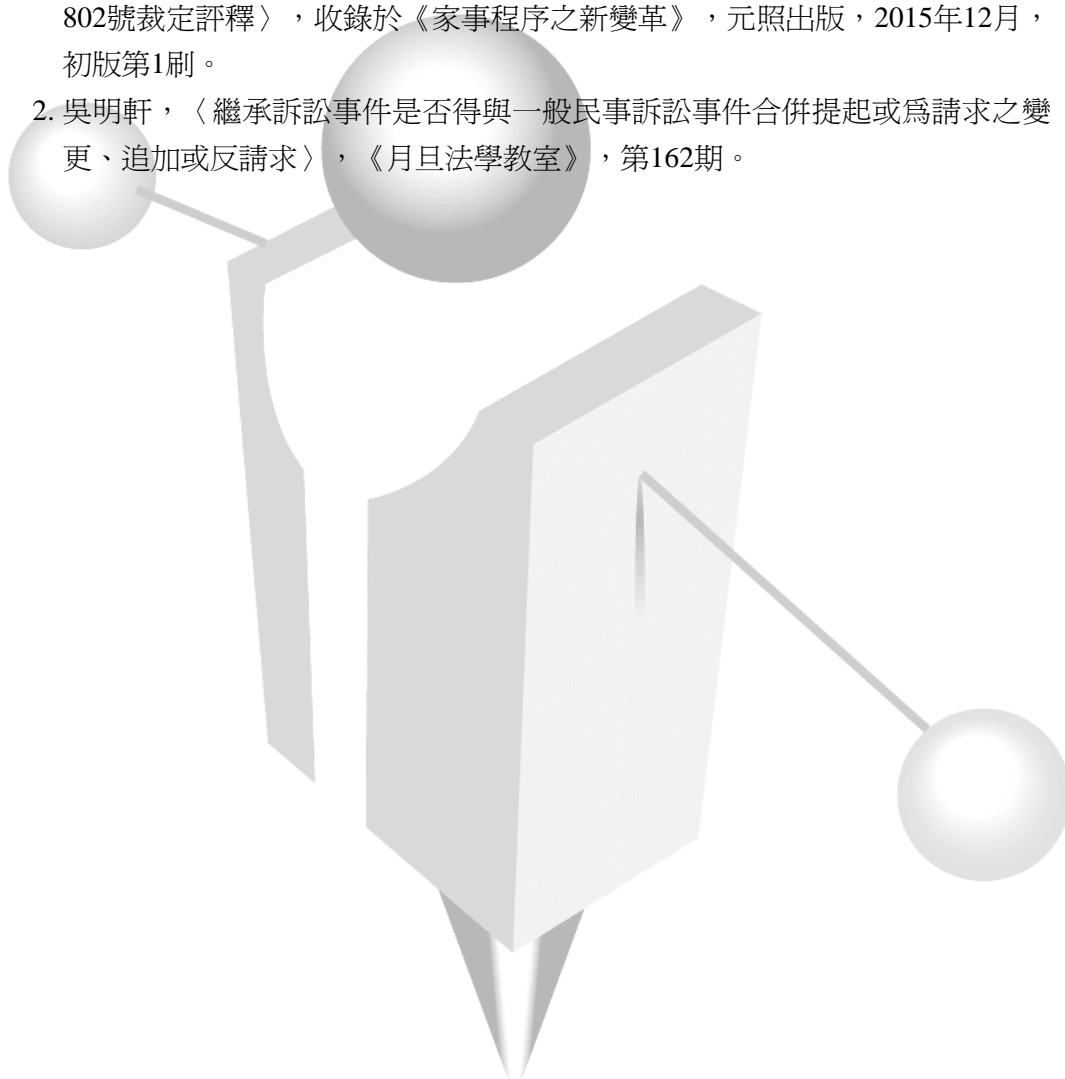 802號裁定評釋〉，收錄於《家事程序之新變革》，元照出版，2015年12月，
初版第1刷。
2. 吳明軒，〈繼承訴訟事件是否得與一般民事訴訟事件合併提起或爲請求之變
更、追加或反請求〉，《月旦法學教室》，第162期。